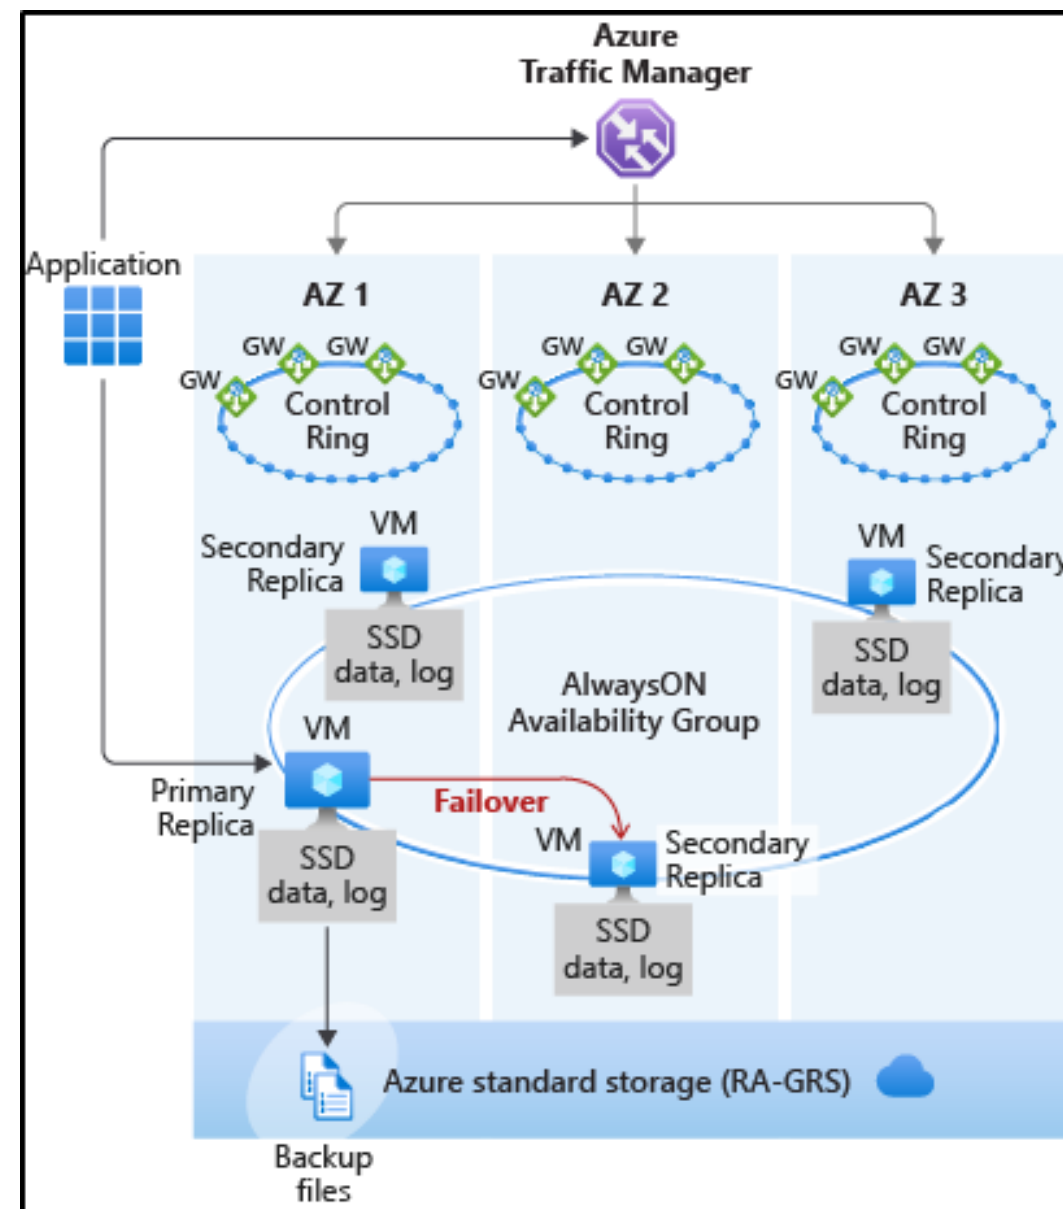 Azure
Traffic Manager
Application
AZ 1
AZ 2
AZ 3
GW
GW
GW
Control
Ring
GW
GW
GW
Control
Ring
GW
GW
GW
Control
Ring
VM
Secondary
Replica
SSD
data, log
VM
Secondary
Replica
SSD
data, log
AlwaysON
Availability Group
VM
Primary
Replica
SSD
data, log
Failover
VM
Secondary
Replica
SSD
data, log
Azure standard storage (RA-GRS)
Backup
files